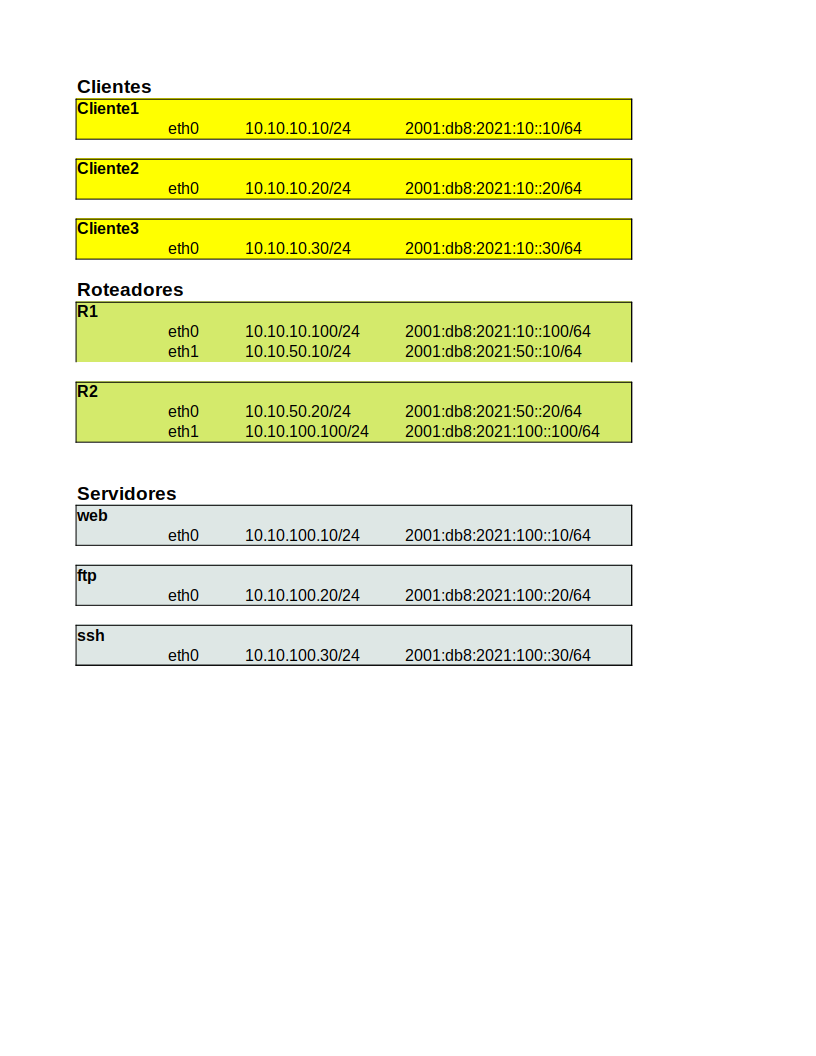 Clientes
Cliente1
eth0 10.10.10.10/24 2001:db8:2021:10::10/64
Cliente2
eth0 10.10.10.20/24 2001:db8:2021:10::20/64
Cliente3
eth0 10.10.10.30/24 2001:db8:2021:10::30/64
Roteadores
R1
eth0 10.10.10.100/24 2001:db8:2021:10::100/64
eth1 10.10.50.10/24 2001:db8:2021:50::10/64
R2
eth0 10.10.50.20/24 2001:db8:2021:50::20/64
eth1 10.10.100.100/24 2001:db8:2021:100::100/64
Servidores
web
eth0 10.10.100.10/24 2001:db8:2021:100::10/64
ftp
eth0 10.10.100.20/24 2001:db8:2021:100::20/64
ssh
eth0 10.10.100.30/24 2001:db8:2021:100::30/64